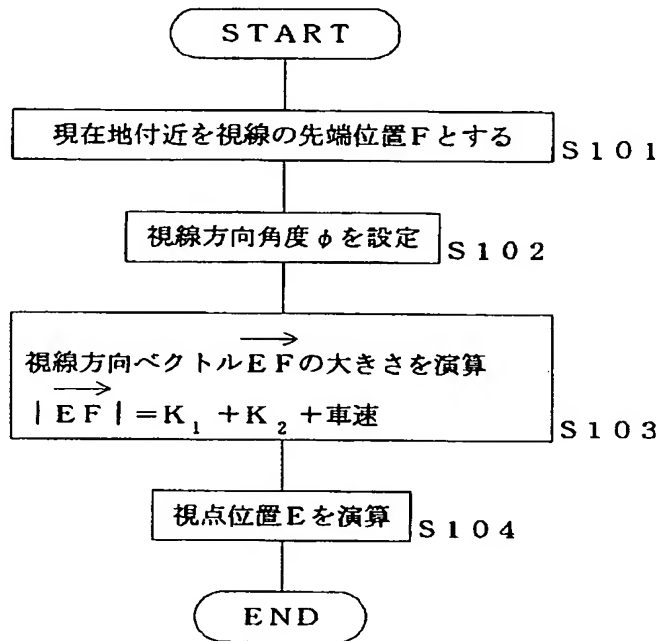 START
現在地付近を視線の先端位置Fとする
S101
視線方向角度φを設定
S102
視線方向ベクトルEFの大きさを演算
|EF|=K₁+K₂+車速
S103
視点位置Eを演算
S104
END